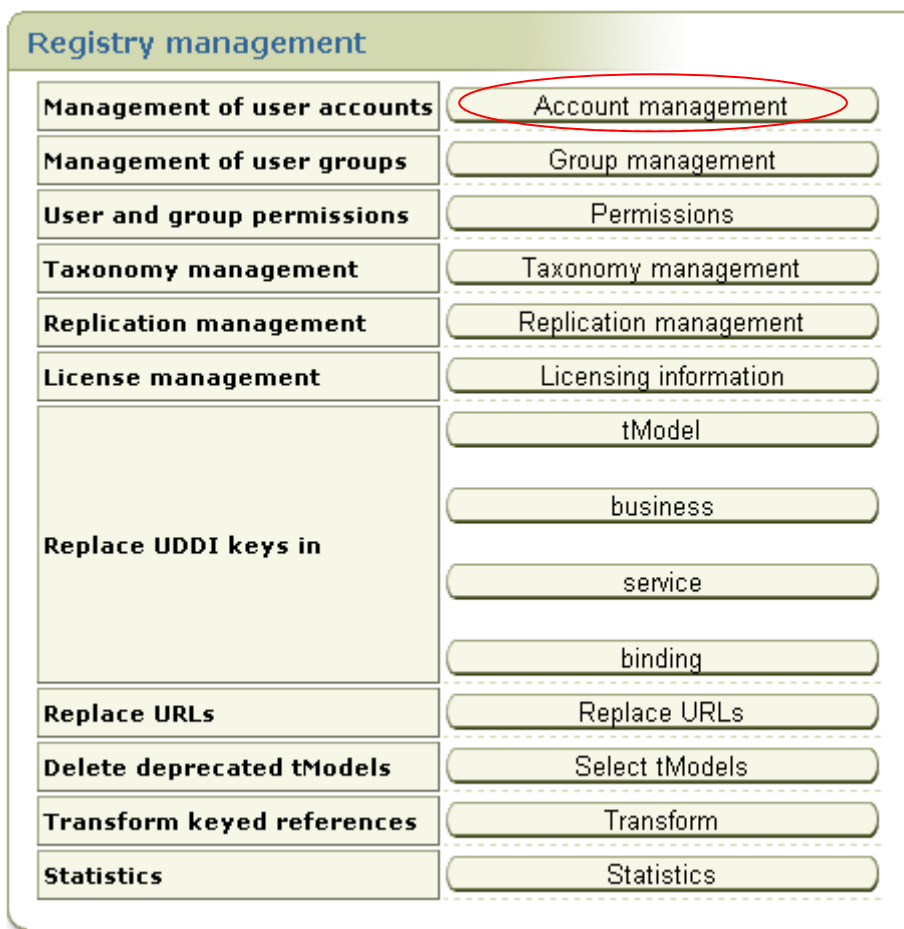 Registry management
Management of user accounts Account management
Management of user groups Group management
User and group permissions Permissions
Taxonomy management Taxonomy management
Replication management Replication management
License management Licensing information
Replace UDDI keys in
tModel
business
service
binding
Replace URLs Replace URLs
Delete deprecated tModels Select tModels
Transform keyed references Transform
Statistics Statistics